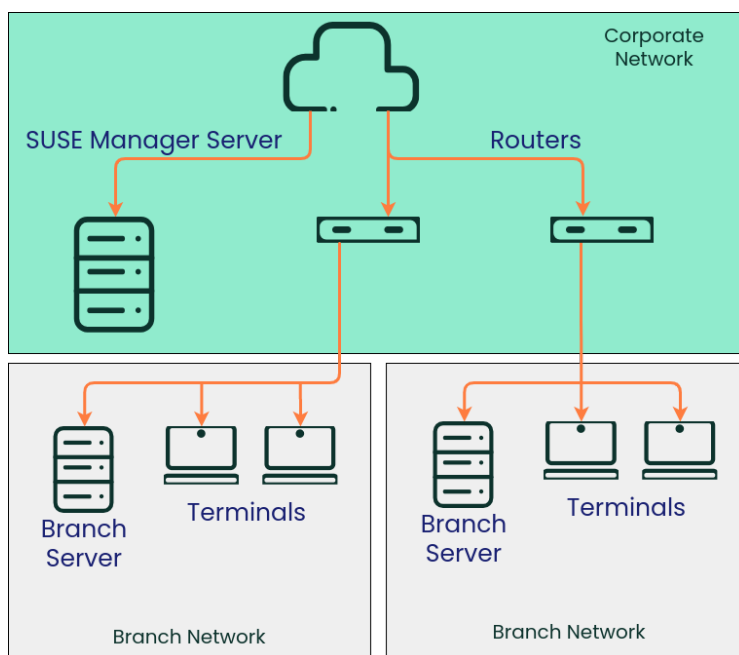 Corporate
Network
SUSE Manager Server
Routers
Branch
Server
Terminals
Branch Network
Branch
Server
Terminals
Branch Network